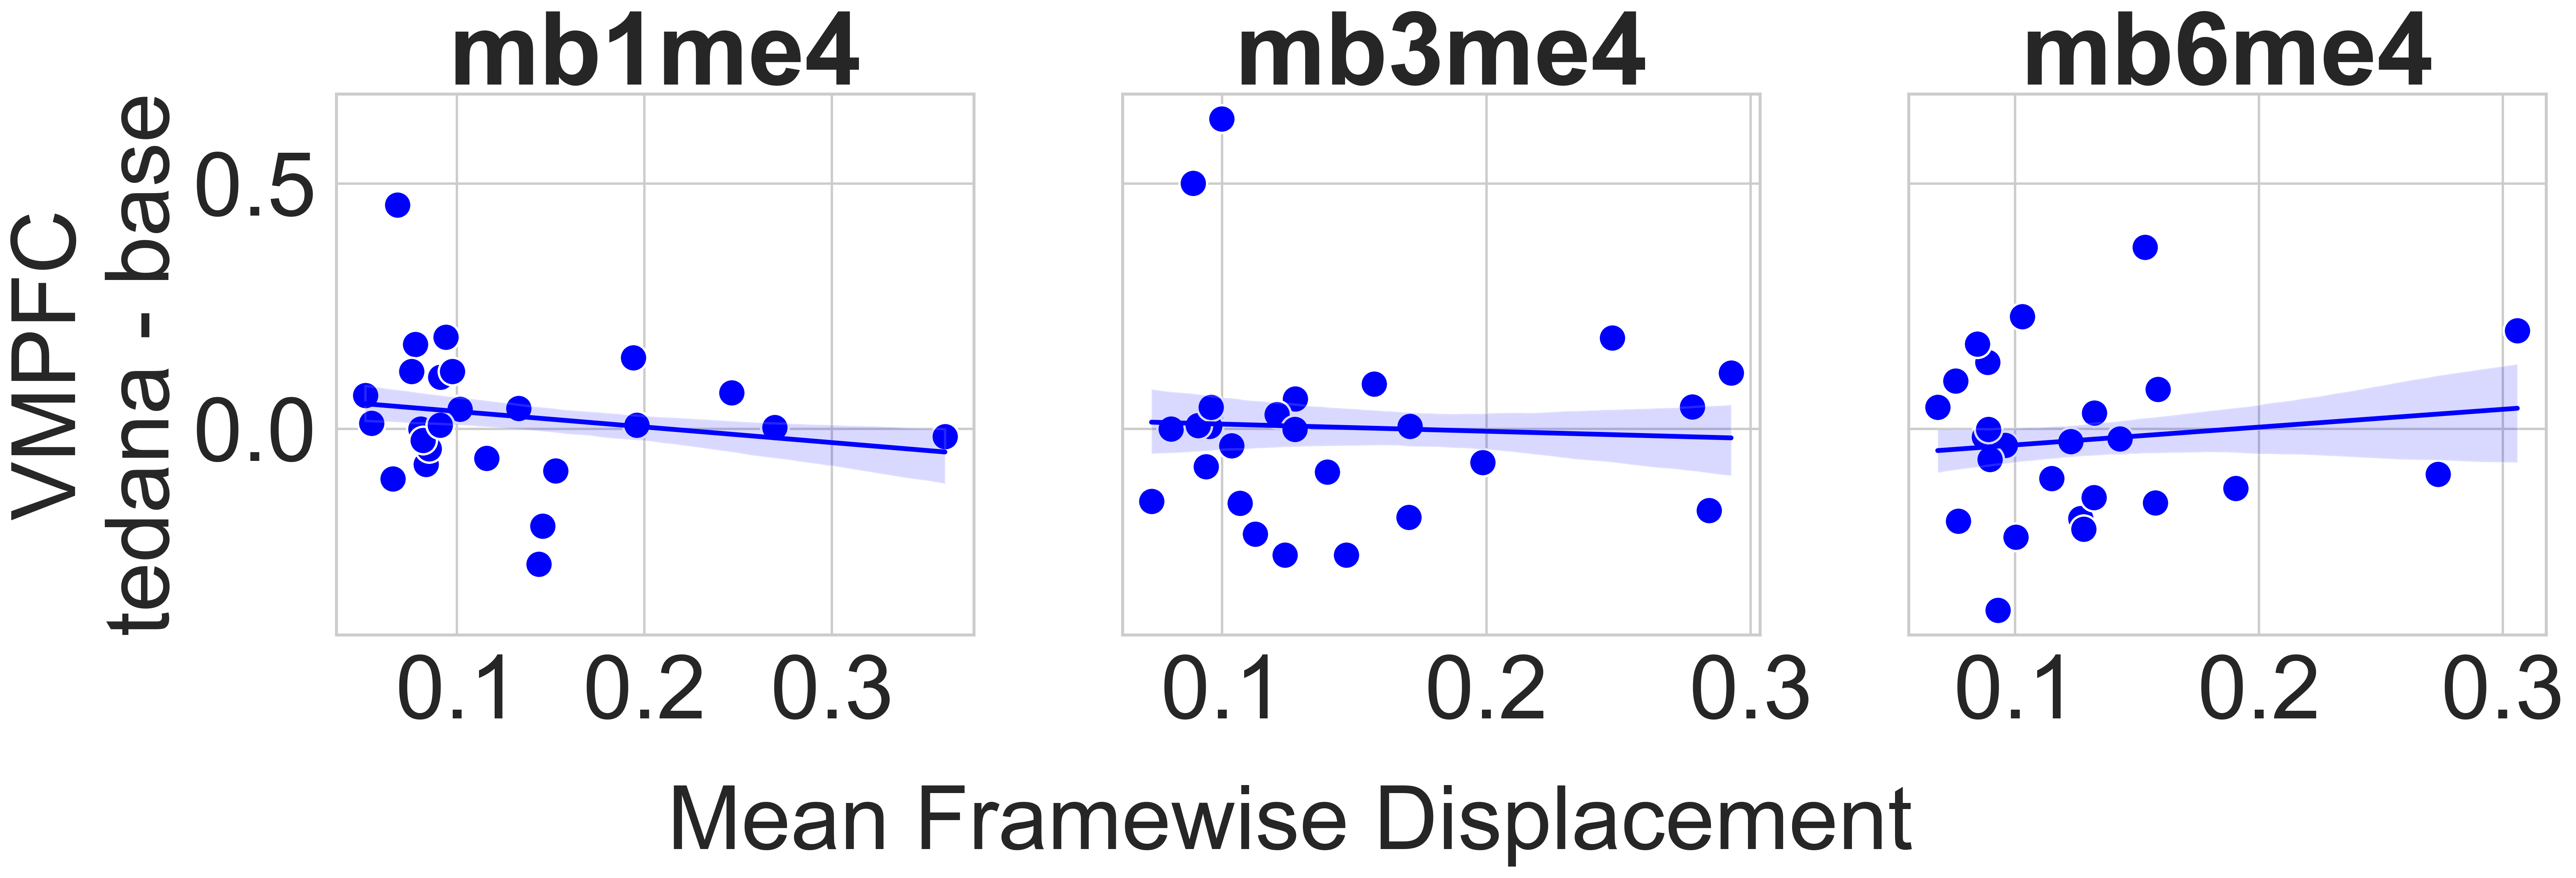 mb1me4 mb3me4 mb6me4
VMPFC
tedana - base
0.5
0.0
0.1 0.2 0.3 0.1 0.2 0.3 0.1 0.2 0.3
Mean Framewise Displacement